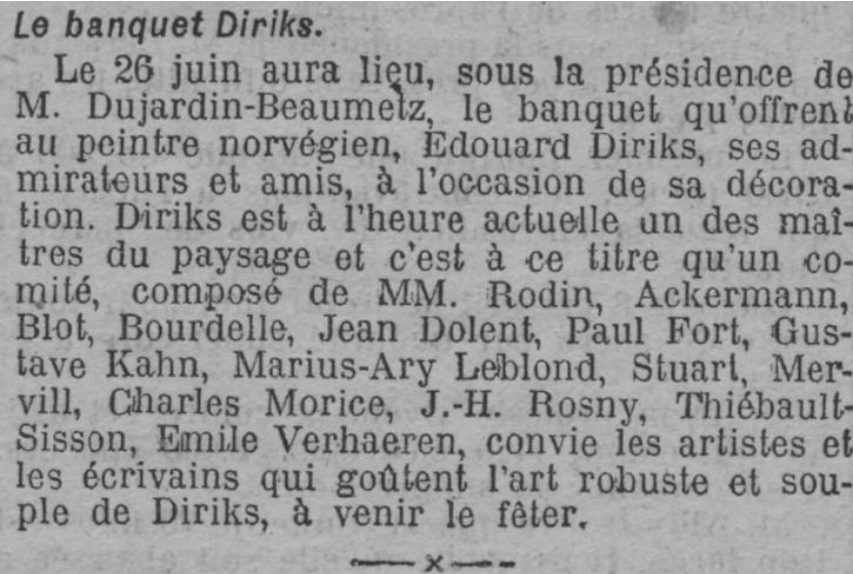 Le banquet Diriks.
Le 26 juin aura lieu, sous la présidence de
M. Dujardin-Beaumetz, le banquet qu'offrent
au peintre norvégien, Edouard Diriks, ses ad-
mirateurs et amis, à l'occasion de sa décora-
tion. Diriks est à l'heure actuelle un des maî-
tres du paysage et c'est à ce titre qu'un co-
mité, composé de MM. Rodin, Ackermann,
Blot, Bourdelle, Jean Dolent, Paul Fort, Gus-
tave Kahn, Marius-Ary Leblond, Stuart, Mer-
vill, Charles Morice, J.-H. Rosny, Thiébault-
Sisson, Emile Verhaeren, convie les artistes et
les écrivains qui goûtent l'art robuste et sou-
ple de Diriks, à venir le fêter.